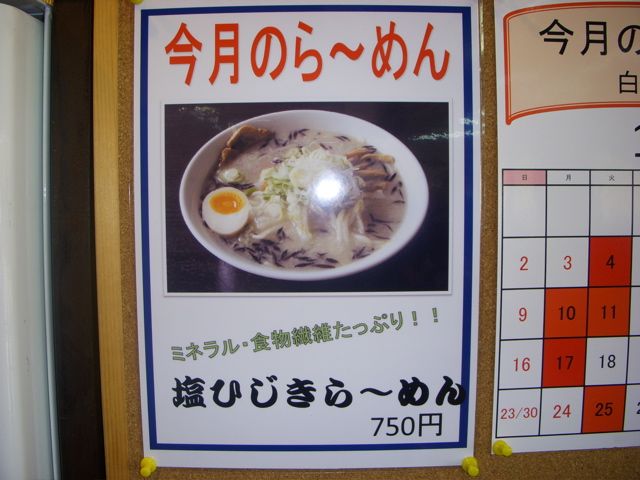 今月のら～めん
ミネラル・食物繊維たっぷり！！
塩ひじきら～めん
750円
今月の
白
日 月 火
2 3 4
9 10 11
16 17 18
23/30 24 25